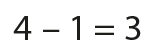 4 – 1 = 3